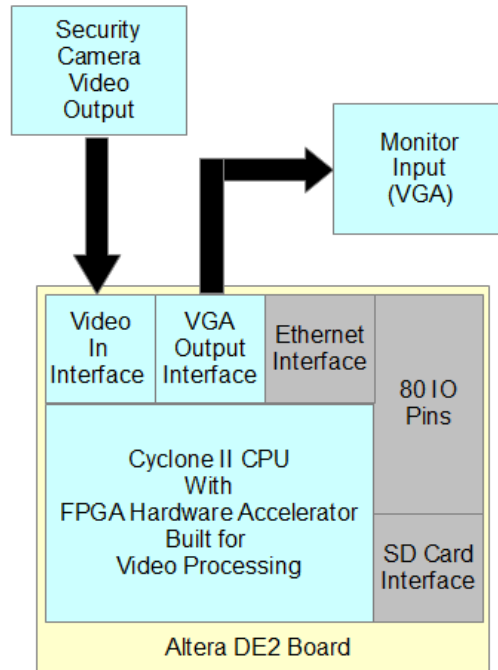 Security
Camera
Video
Output
Monitor
Input
(VGA)
Video
In
Interface
VGA
Output
Interface
Ethernet
Interface
80 IO
Pins
Cyclone II CPU
With
FPGA Hardware Accelerator
Built for
Video Processing
SD Card
Interface
Altera DE2 Board